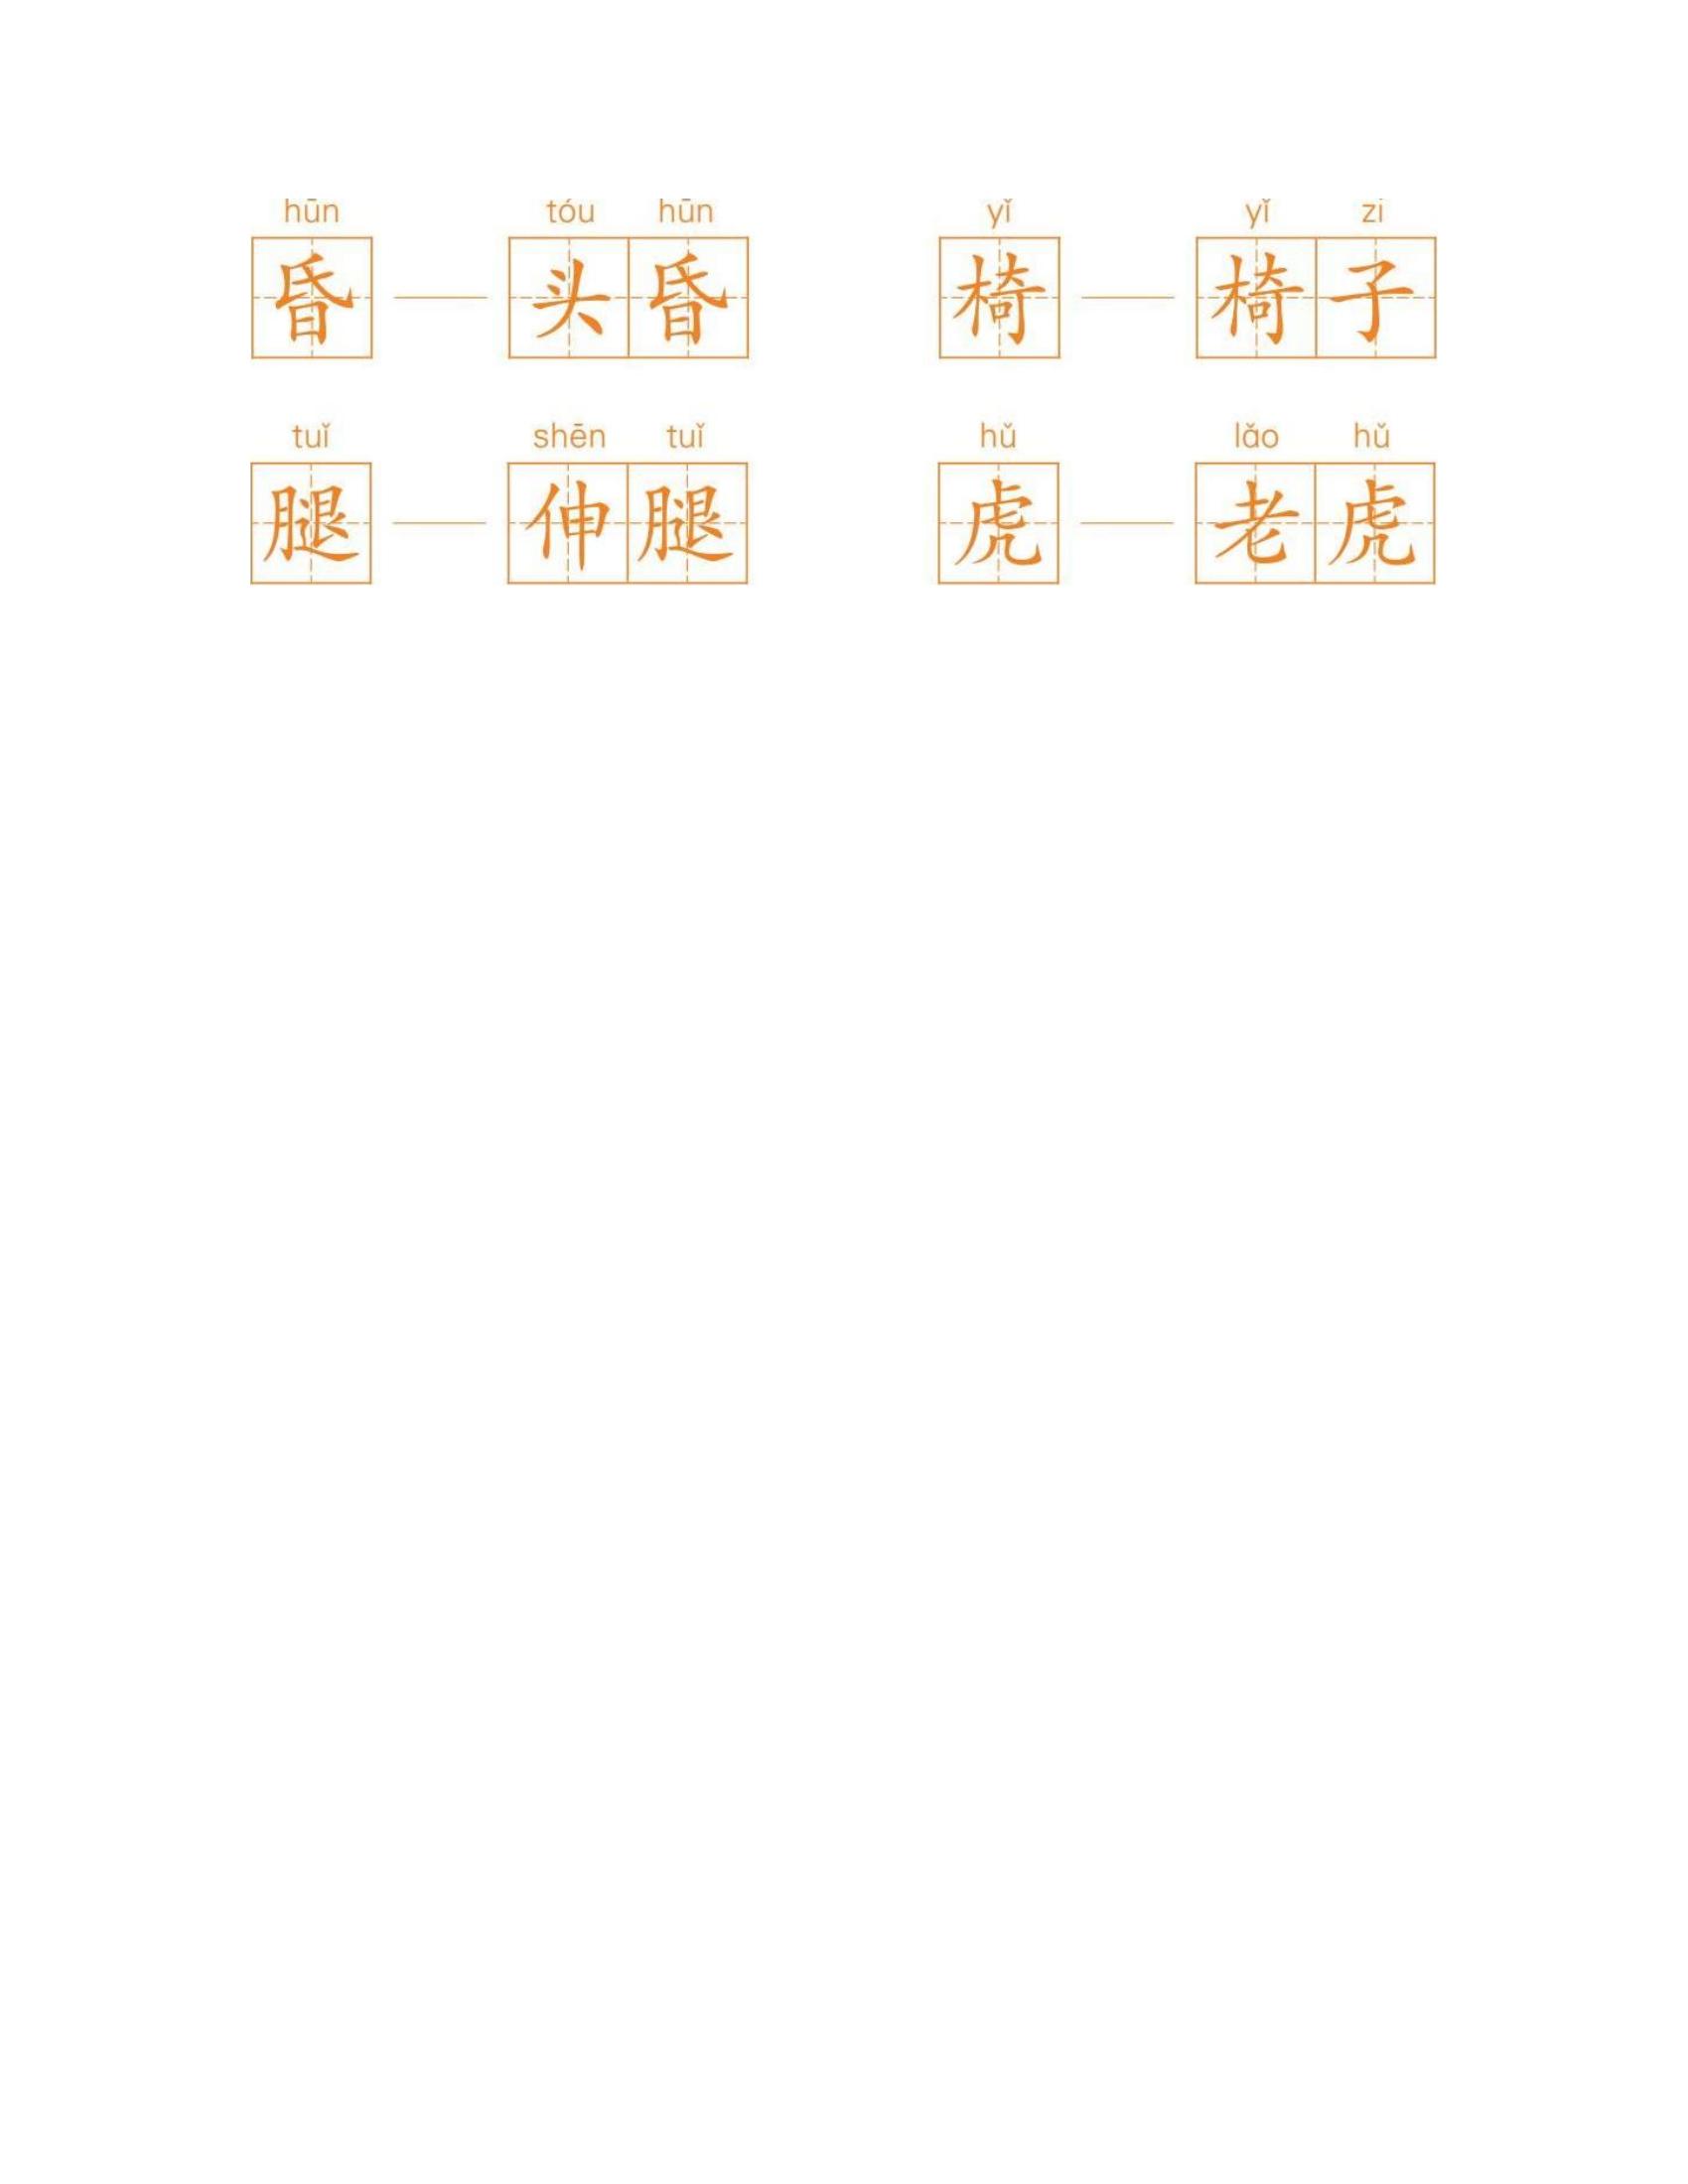 hūn tóu hūn yǐ yǐ zi
昏 头昏 椅 椅子
tuǐ shēn tuǐ hǔ lǎo hǔ
腿 伸腿 虎 老虎